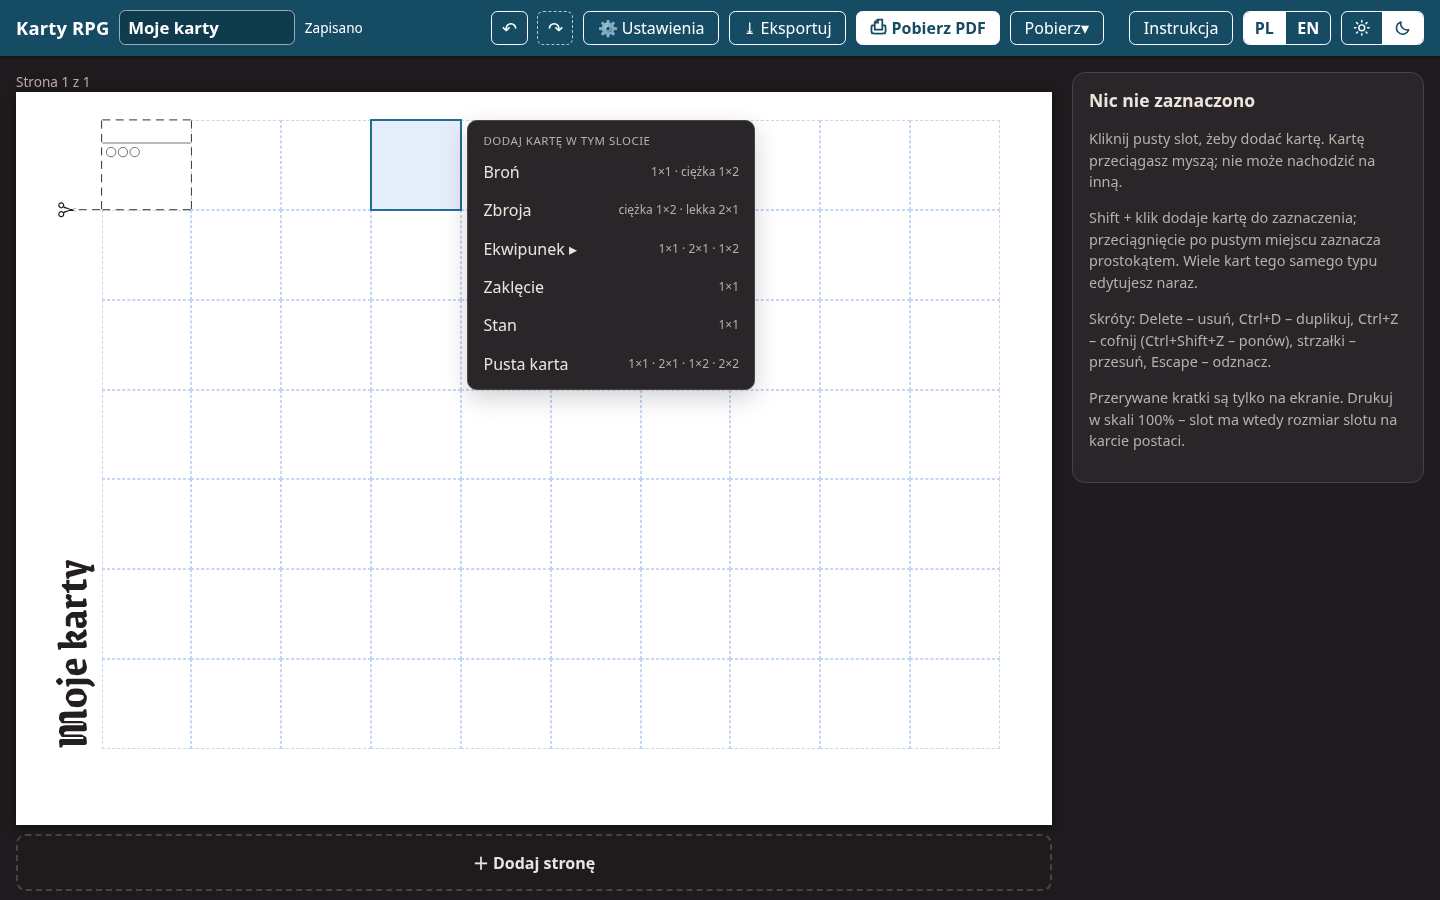 Karty RPG
Moje karty
Zapisano
↶
↷
⚙️ Ustawienia
⤓ Eksportuj
Pobierz PDF
Pobierz▾
Instrukcja
PL
EN
Strona 1 z 1
DODAJ KARTĘ W TYM SLOCIE
Broń 1×1 · ciężka 1×2
Zbroja ciężka 1×2 · lekka 2×1
Ekwipunek ▸ 1×1 · 2×1 · 1×2
Zaklęcie 1×1
Stan 1×1
Pusta karta 1×1 · 2×1 · 1×2 · 2×2
Moje karty
+ Dodaj stronę
Nic nie zaznaczono
Kliknij pusty slot, żeby dodać kartę. Kartę
przeciągasz myszą; nie może nachodzić na
inną.
Shift + klik dodaje kartę do zaznaczenia;
przeciągnięcie po pustym miejscu zaznacza
prostokątem. Wiele kart tego samego typu
edytujesz naraz.
Skróty: Delete – usuń, Ctrl+D – duplikuj, Ctrl+Z
– cofnij (Ctrl+Shift+Z – ponów), strzałki –
przesuń, Escape – odznacz.
Przerywane kratki są tylko na ekranie. Drukuj
w skali 100% – slot ma wtedy rozmiar slotu na
karcie postaci.